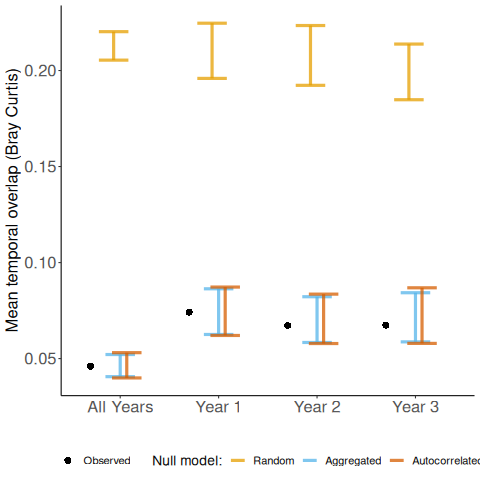 Mean temporal overlap (Bray Curtis)
0.20
0.15
0.10
0.05
All Years Year 1 Year 2 Year 3
Observed Null model: Random Aggregated Autocorrelated